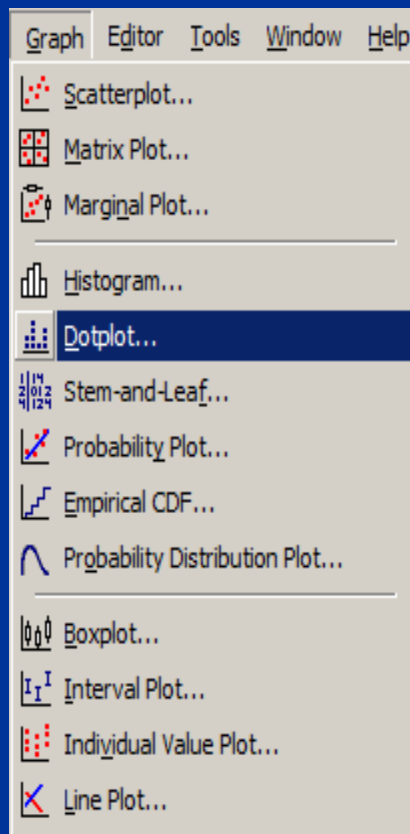 Graph Editor Tools Window Help
Scatterplot...
Matrix Plot...
Marginal Plot...
Histogram...
Dotplot...
Stem-and-Leaf...
Probability Plot...
Empirical CDF...
Probability Distribution Plot...
Boxplot...
Interval Plot...
Individual Value Plot...
Line Plot...